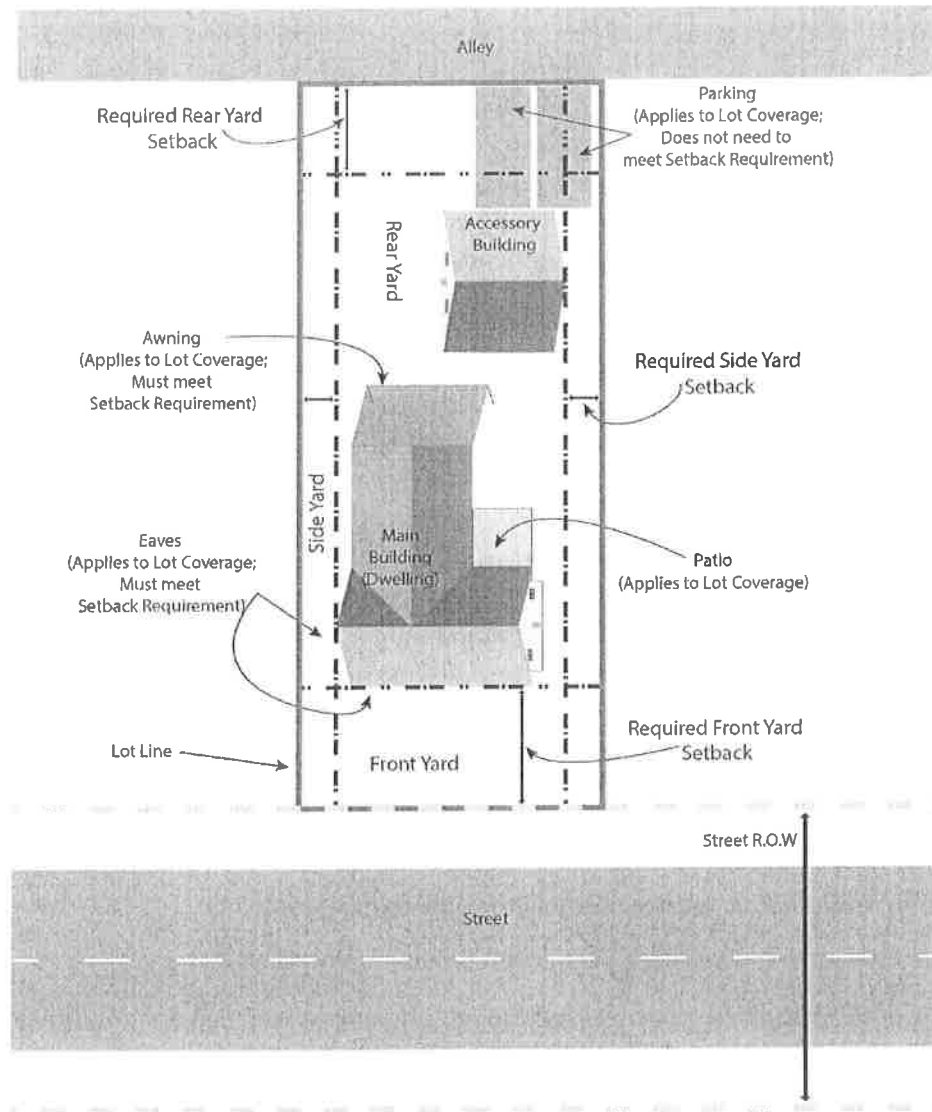 Alley
Required Rear Yard
Setback
Parking
(Applies to Lot Coverage;
Does not need to
meet Setback Requirement)
Rear Yard
Accessory
Building
Awning
(Applies to Lot Coverage;
Must meet
Setback Requirement)
Required Side Yard
Setback
Side Yard
Eaves
(Applies to Lot Coverage;
Must meet
Setback Requirement)
Main
Building
(Dwelling)
Patio
(Applies to Lot Coverage)
Lot Line
Front Yard
Required Front Yard
Setback
Street R.O.W
Street